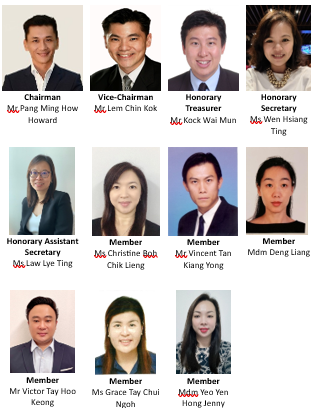 Chairman
Mr Pang Ming How
Howard
Vice-Chairman
Mr Lem Chin Kok
Honorary
Treasurer
Mr Kock Wai Mun
Honorary
Secretary
Ms Wen Hsiang
Ting
Honorary Assistant
Secretary
Ms Law Lye Ting
Member
Ms Christine Boh
Chik Lieng
Member
Mr Vincent Tan
Kiang Yong
Member
Mdm Deng Liang
Member
Mr Victor Tay Hoo
Keong
Member
Ms Grace Tay Chui
Ngoh
Member
Mdm Yeo Yen
Hong Jenny